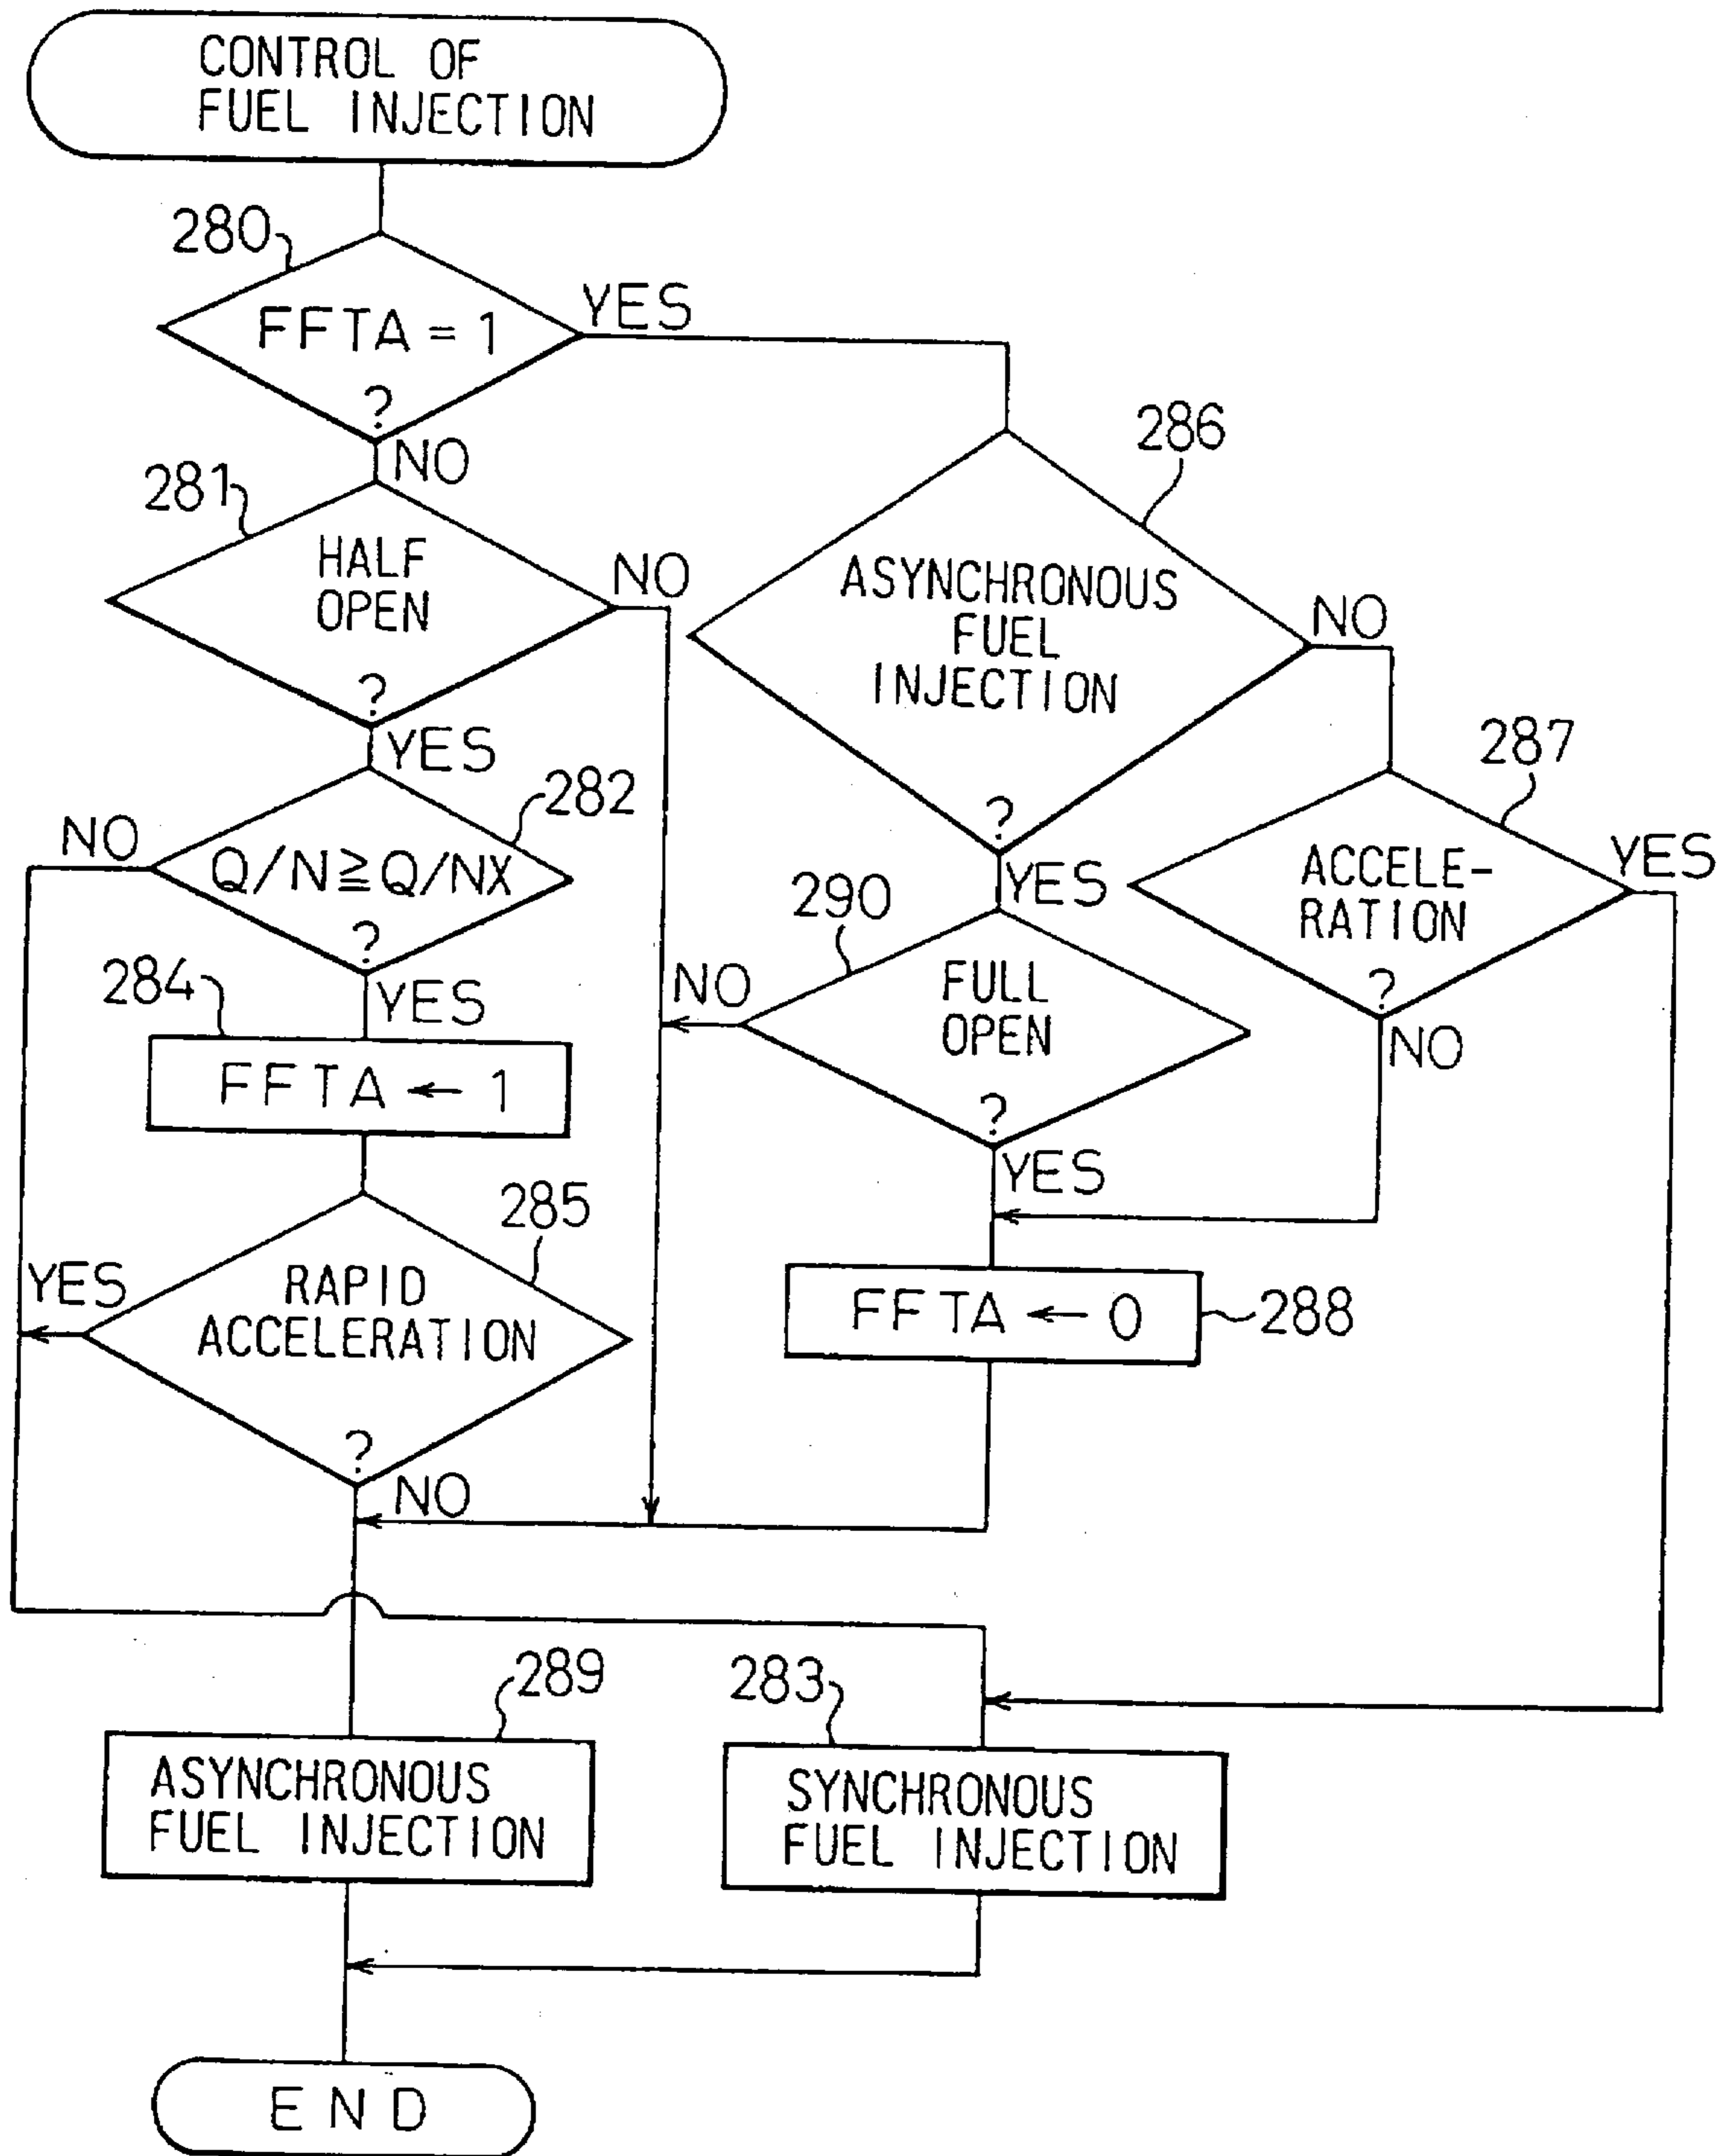 CONTROL OF
FUEL INJECTION
280
FFTA = 1
?
YES
NO
281
HALF
OPEN
?
NO
YES
286
ASYNCHRONOUS
FUEL
INJECTION
?
NO
YES
282
Q/N≧Q/NX
?
NO
YES
287
ACCELE-
RATION
?
YES
NO
290
FULL
OPEN
?
NO
YES
284
FFTA ← 1
285
RAPID
ACCELERATION
?
YES
NO
FFTA ← 0
288
289
ASYNCHRONOUS
FUEL INJECTION
283
SYNCHRONOUS
FUEL INJECTION
END